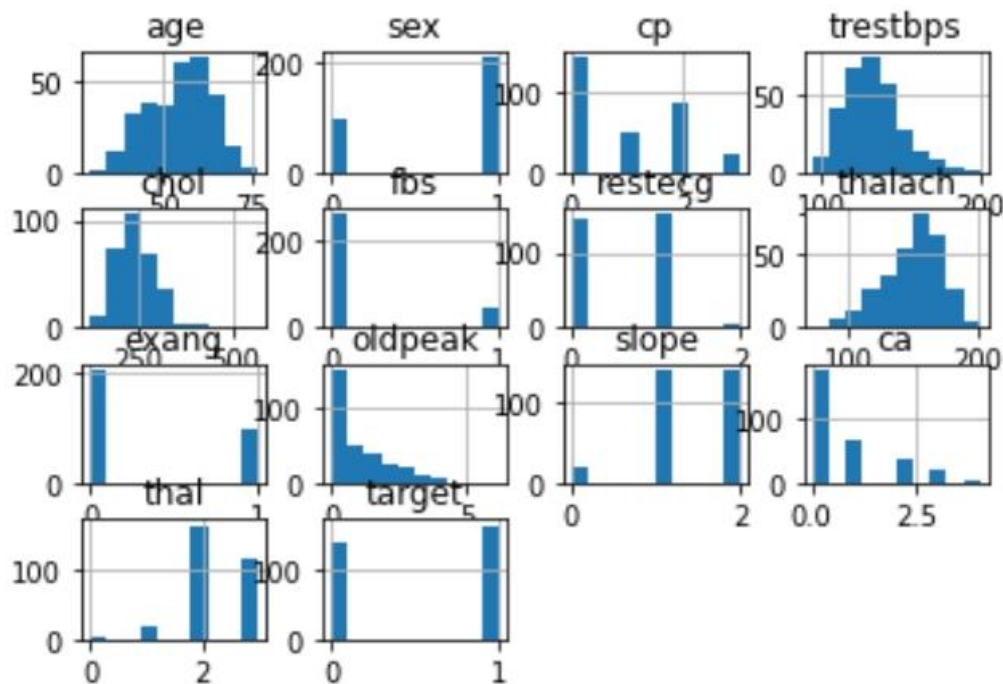 age sex cp trestbps
50 200 100 50
0 0 0 0
50 75 0 1 0 2 100 200
chol fbs restecg thalach
100 200 100 50
0 0 0 0
250 500 0 1 0 2 100 200
exang oldpeak slope ca
200 100 100 100
0 0 0 0
0 1 0 5 0 2 0.0 2.5
thal target
100 100
0 0
0 2 0 1